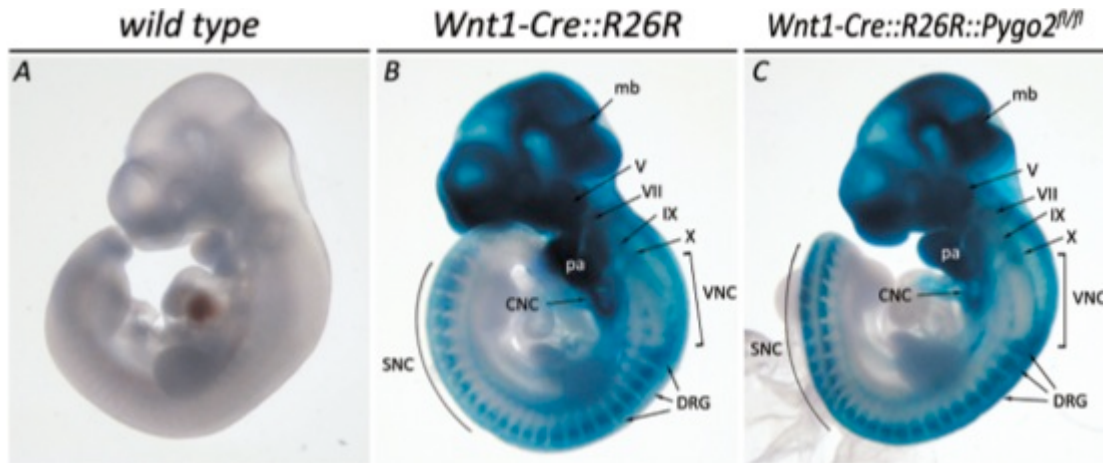 wild type
Wnt1-Cre::R26R
Wnt1-Cre::R26R::Pygo2fl/fl
A
B
mb
V
VII
IX
X
pa
CNC
VNC
SNC
DRG
C
mb
V
VII
IX
X
pa
CNC
VNC
SNC
DRG